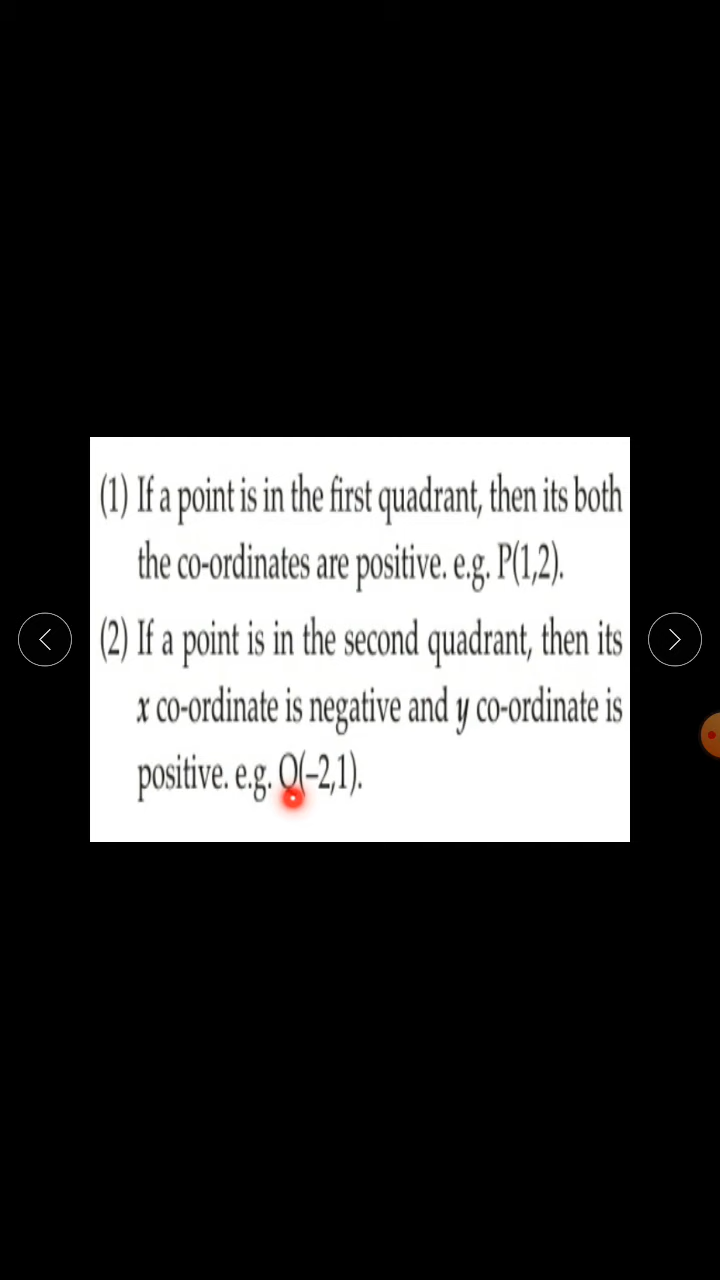 (1) If a point is in the first quadrant, then its both
the co-ordinates are positive. e.g. P(1,2).
(2) If a point is in the second quadrant, then its
x co-ordinate is negative and y co-ordinate is
positive. e.g. Q(–2,1).